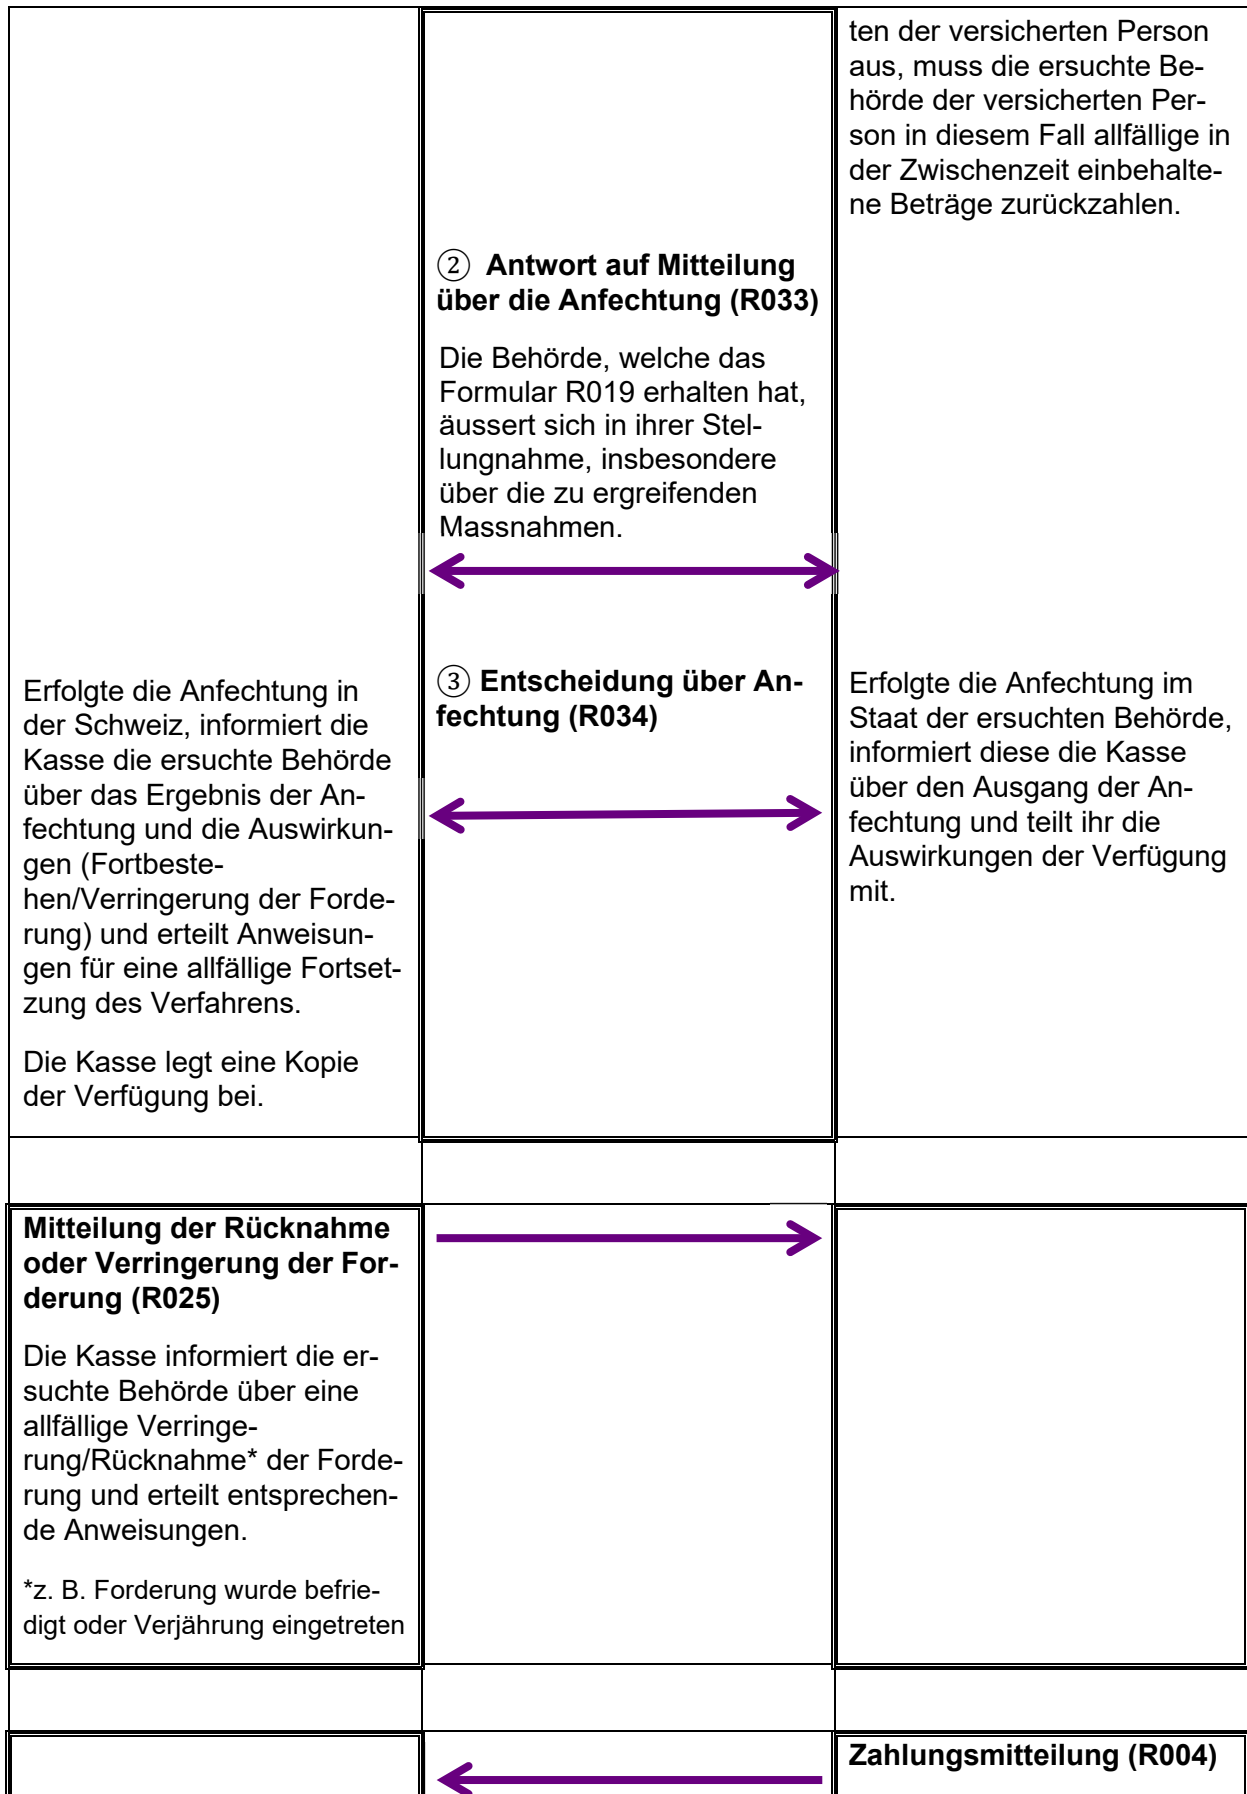 ten der versicherten Person
aus, muss die ersuchte Be-
hörde der versicherten Per-
son in diesem Fall allfällige in
der Zwischenzeit einbehalte-
ne Beträge zurückzahlen.
② Antwort auf Mitteilung
über die Anfechtung (R033)
Die Behörde, welche das
Formular R019 erhalten hat,
äussert sich in ihrer Stel-
lungnahme, insbesondere
über die zu ergreifenden
Massnahmen.
Erfolgte die Anfechtung in
der Schweiz, informiert die
Kasse die ersuchte Behörde
über das Ergebnis der An-
fechtung und die Auswirkun-
gen (Fortbeste-
hen/Verringerung der Forde-
rung) und erteilt Anweisun-
gen für eine allfällige Fortset-
zung des Verfahrens.
Die Kasse legt eine Kopie
der Verfügung bei.
③ Entscheidung über An-
fechtung (R034)
Erfolgte die Anfechtung im
Staat der ersuchten Behörde,
informiert diese die Kasse
über den Ausgang der An-
fechtung und teilt ihr die
Auswirkungen der Verfügung
mit.
Mitteilung der Rücknahme
oder Verringerung der For-
derung (R025)
Die Kasse informiert die er-
suchte Behörde über eine
allfällige Verringe-
rung/Rücknahme* der Forde-
rung und erteilt entsprechen-
de Anweisungen.
*z. B. Forderung wurde befrie-
digt oder Verjährung eingetreten
Zahlungsmitteilung (R004)